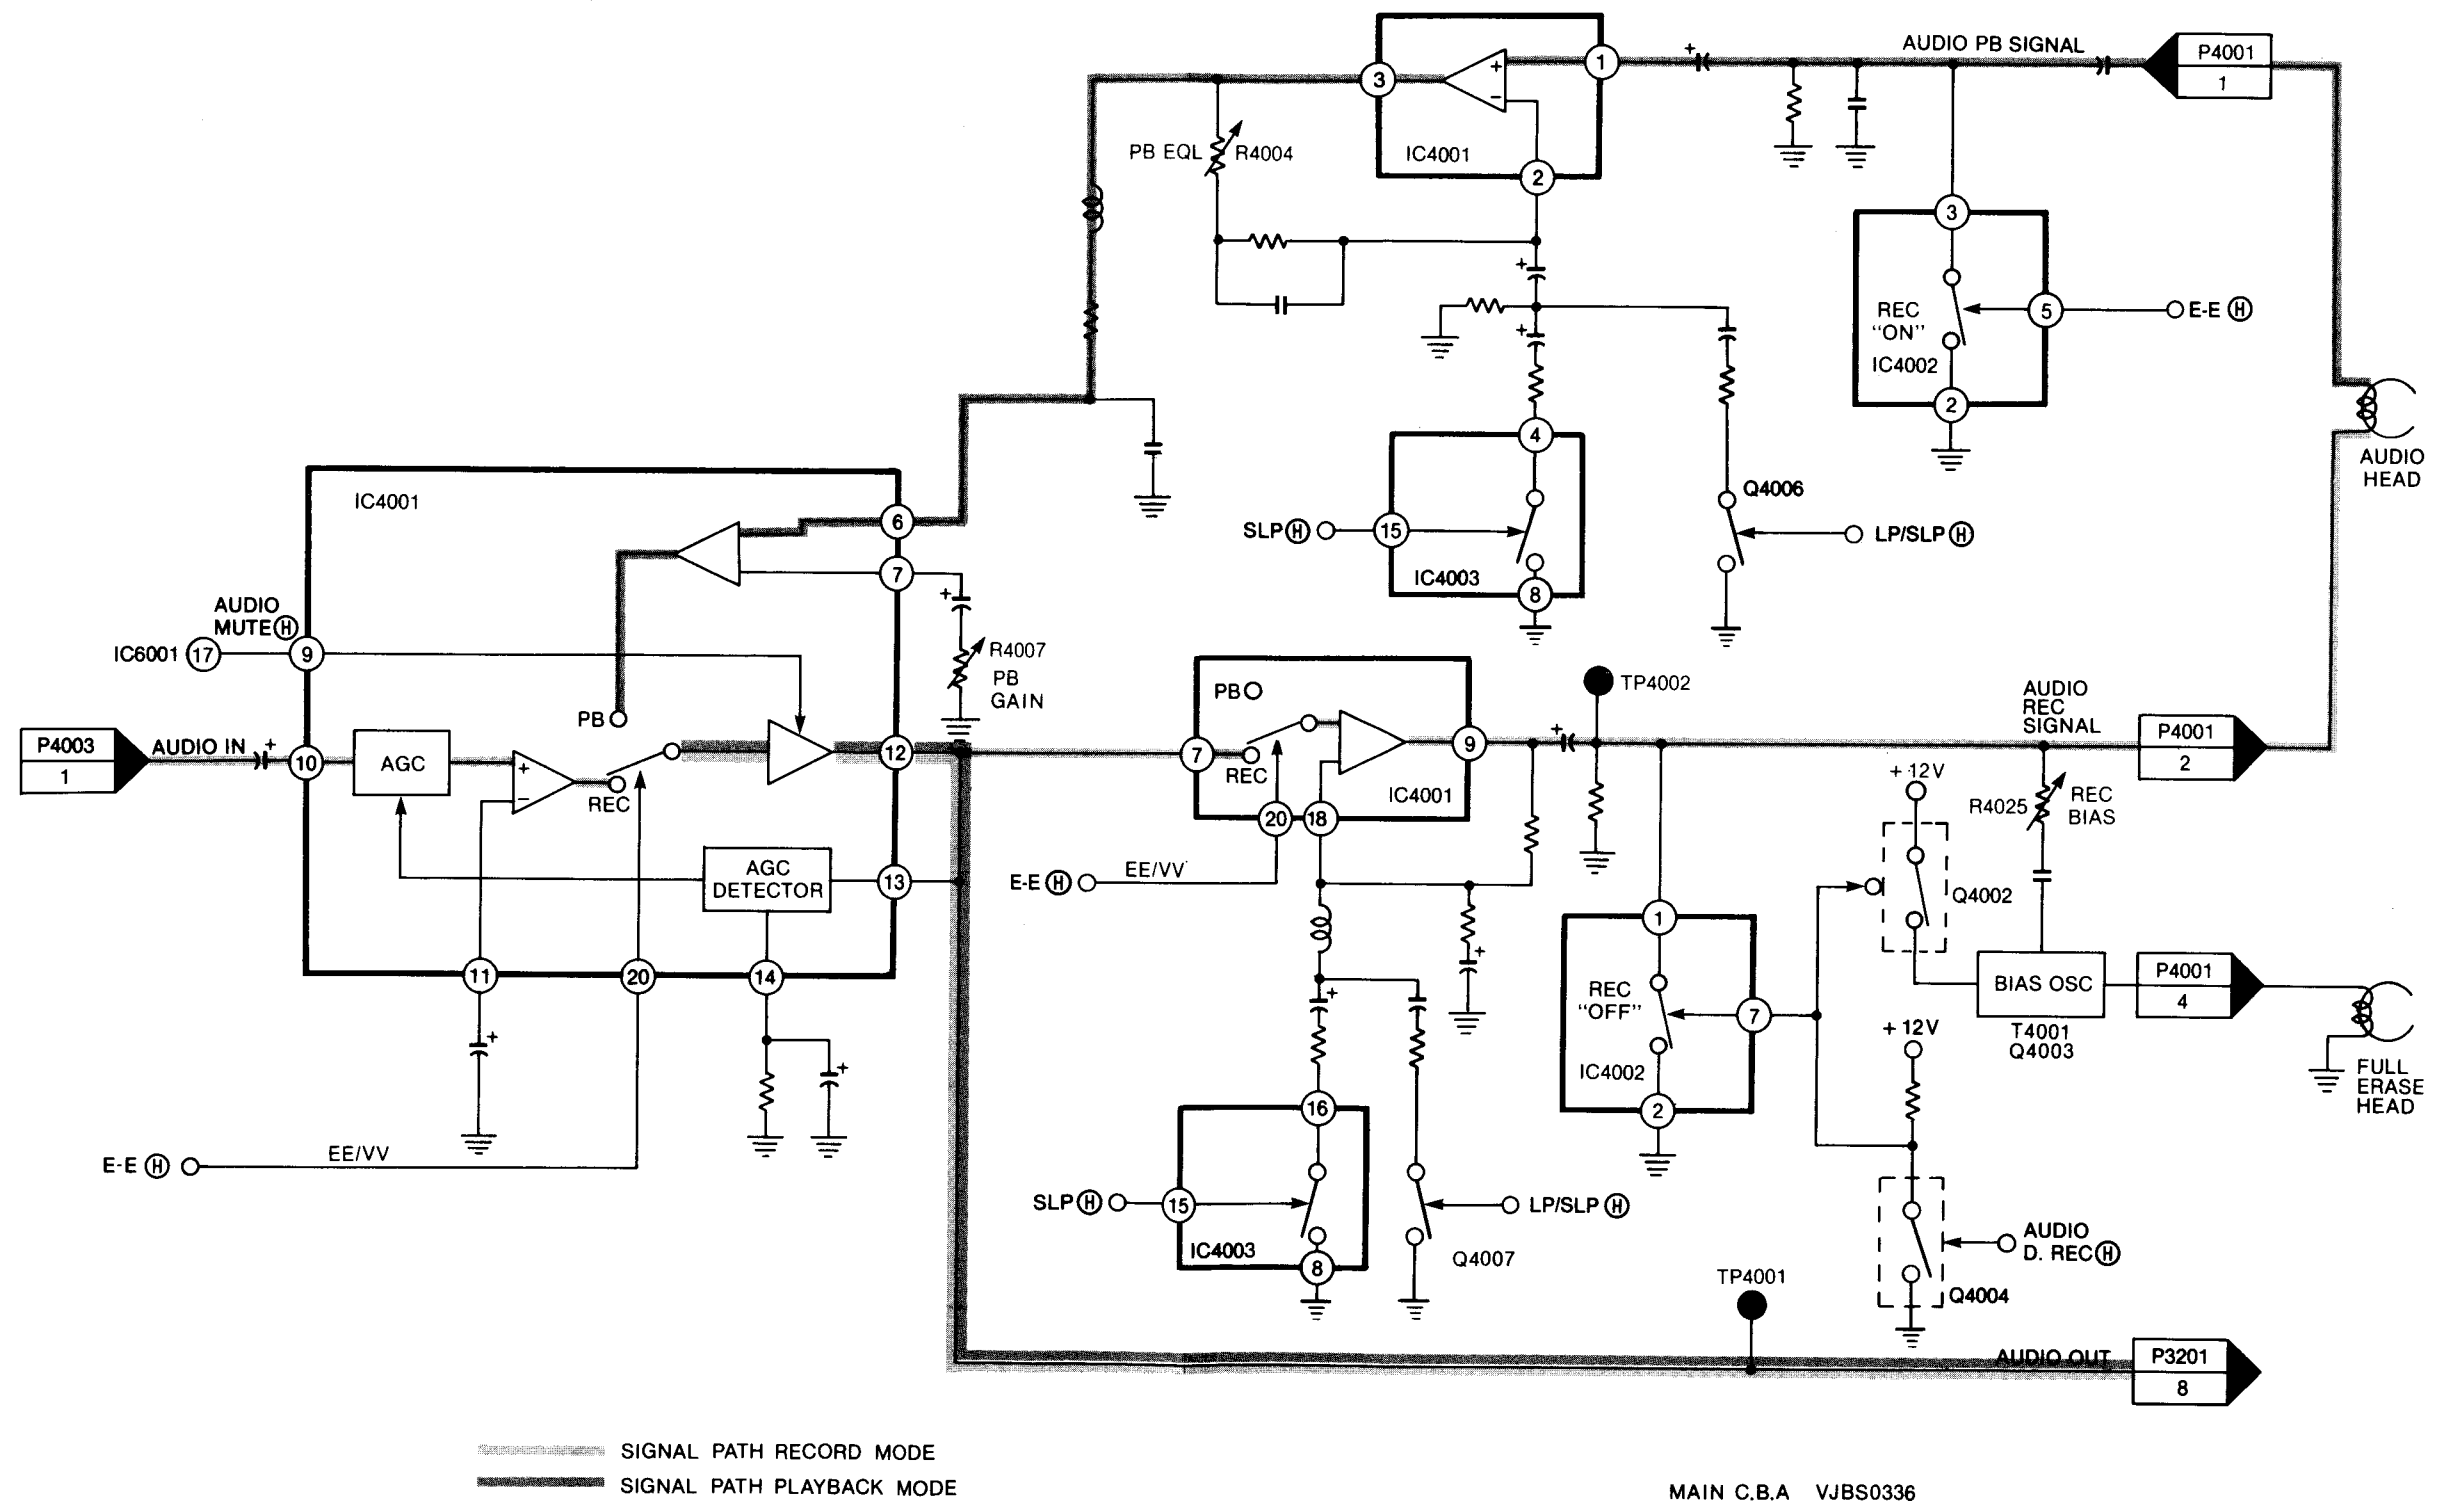 AUDIO PB SIGNAL
P4001
1
3
1
+
+
−
PB EQL
R4004
IC4001
2
3
+
REC
"ON"
5
E-E Ⓗ
IC4002
2
+
AUDIO
HEAD
4
SLP Ⓗ
15
IC4003
8
Q4006
LP/SLP Ⓗ
IC4001
6
7
+
R4007
PB
GAIN
AUDIO
MUTE Ⓗ
IC6001
17
9
PB
P4003
1
AUDIO IN
+
10
AGC
+
−
REC
12
AGC
DETECTOR
13
11
20
14
+
+
E-E Ⓗ
EE/VV
PB
7
REC
9
IC4001
20
18
E-E Ⓗ
EE/VV
+
TP4002
AUDIO
REC
SIGNAL
P4001
2
+12V
R4025
REC
BIAS
Q4002
+
+
1
REC
"OFF"
7
IC4002
2
BIAS OSC
T4001
Q4003
P4001
4
FULL
ERASE
HEAD
+12V
16
SLP Ⓗ
15
IC4003
8
LP/SLP Ⓗ
Q4007
AUDIO
D. REC Ⓗ
Q4004
TP4001
AUDIO OUT
P3201
8
SIGNAL PATH RECORD MODE
SIGNAL PATH PLAYBACK MODE
MAIN C.B.A VJBS0336